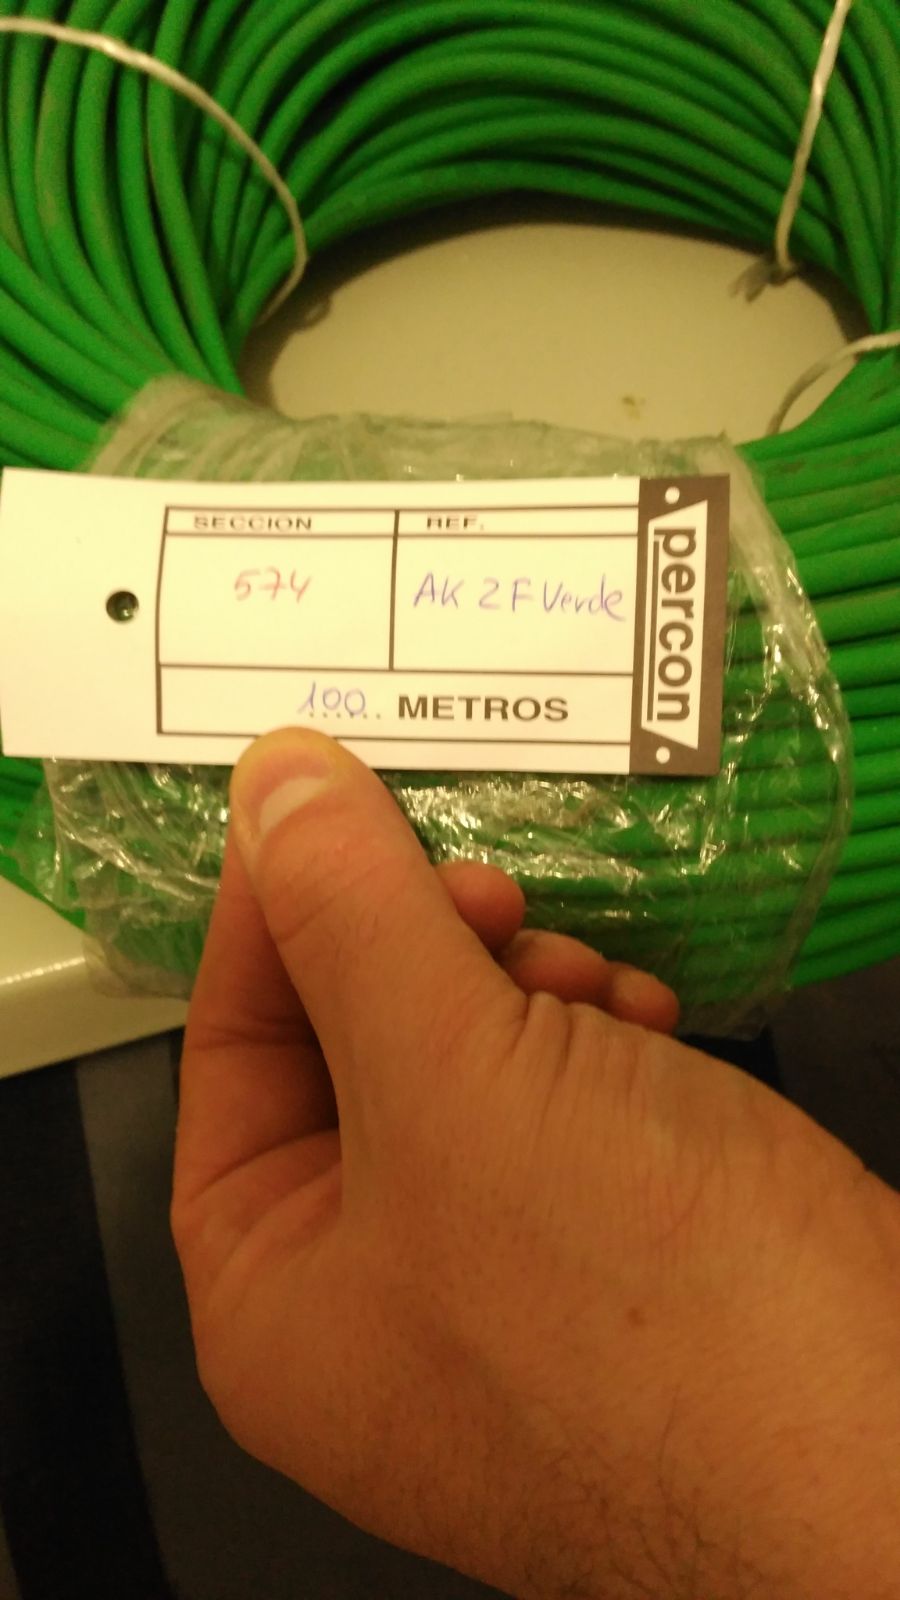 SECCION
REF.
574
AK 2F Verde
100 METROS
percon